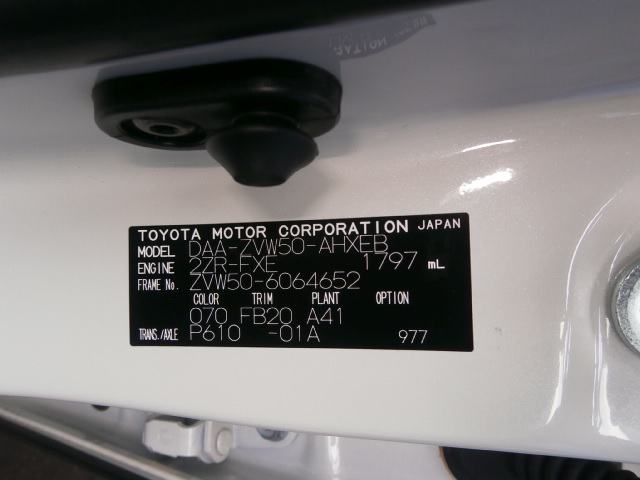 TOYOTA MOTOR CORPORATION JAPAN
MODEL DAA-ZVW50-AHXEB
ENGINE 2ZR-FXE 1797 mL
FRAME No. ZVW50-6064652
COLOR TRIM PLANT OPTION
070 FB20 A41
TRANS./AXLE P610 -01A 977